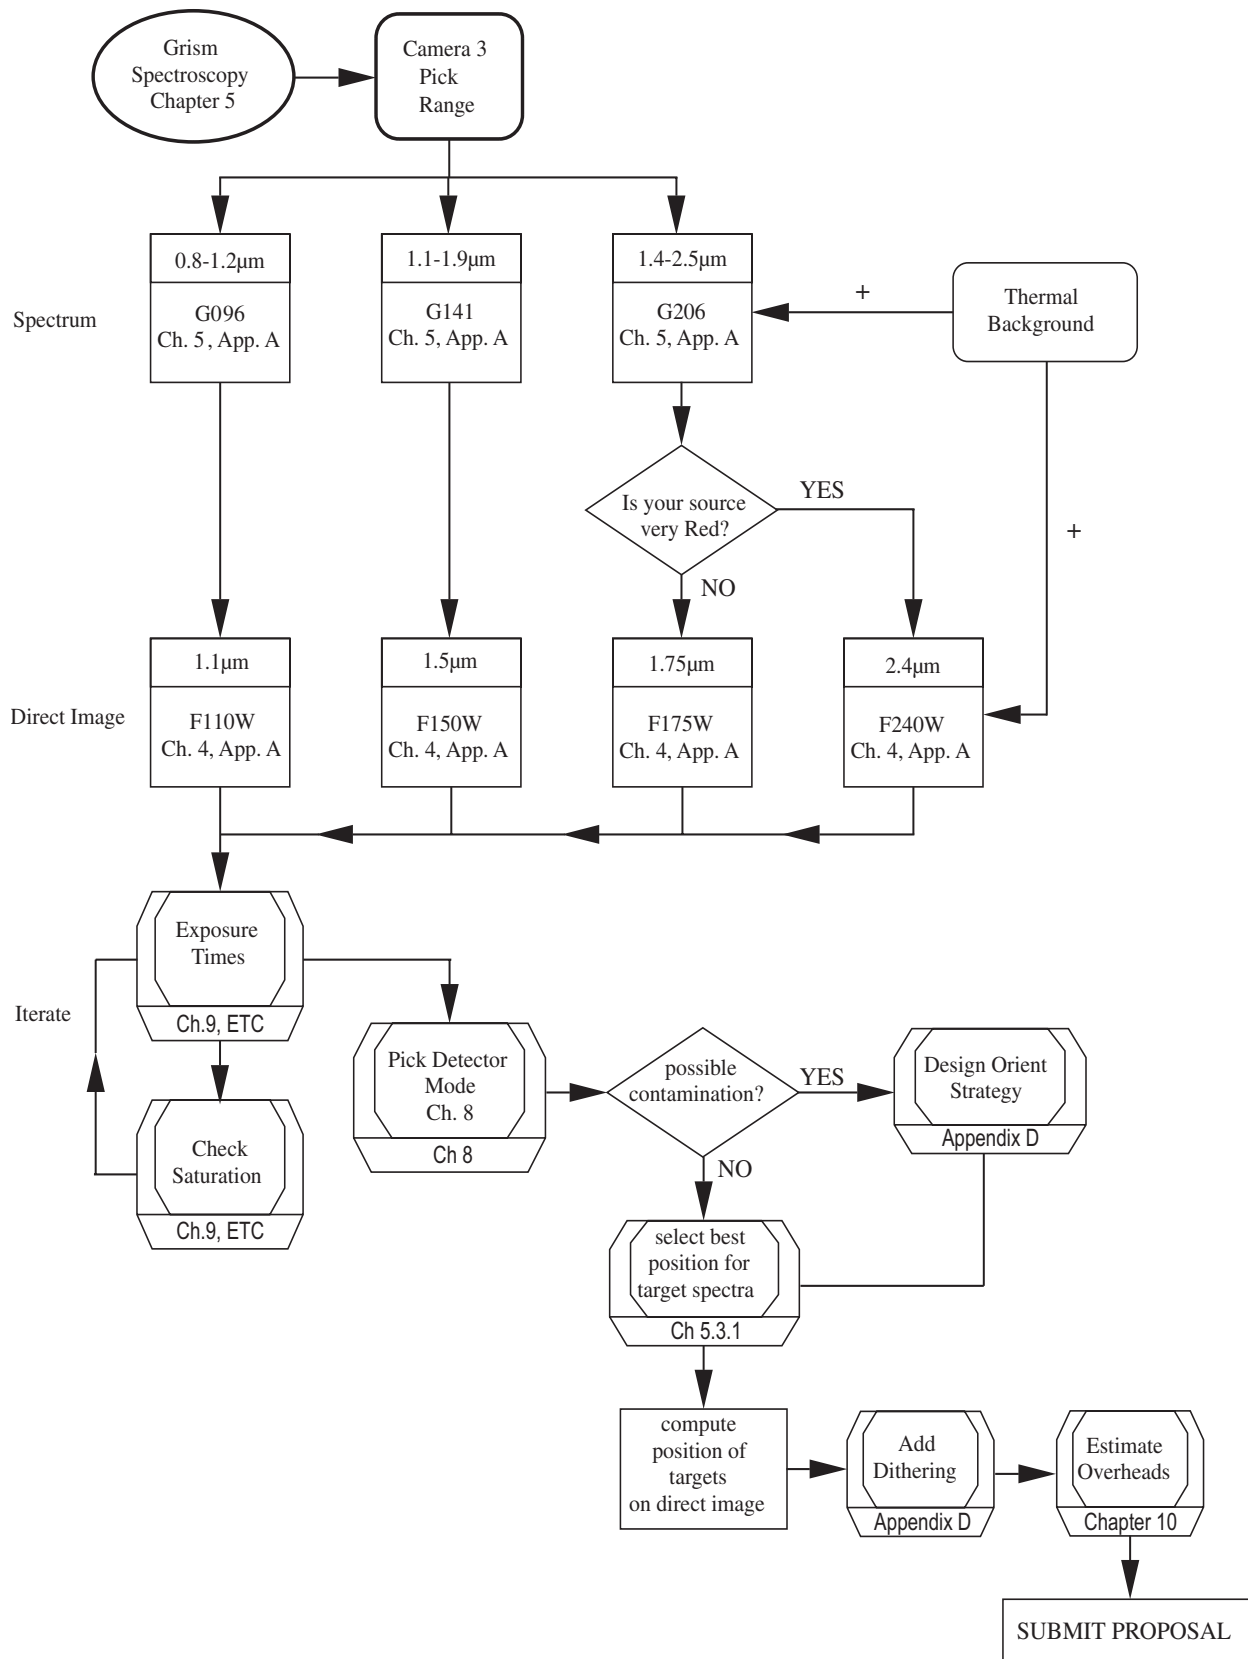 Grism
Spectroscopy
Chapter 5
Camera 3
Pick
Range
0.8-1.2µm
1.1-1.9µm
1.4-2.5µm
Spectrum
G096
Ch. 5, App. A
G141
Ch. 5, App. A
G206
Ch. 5, App. A
+
Thermal
Background
Is your source
very Red?
YES
NO
+
1.1µm
1.5µm
1.75µm
2.4µm
Direct Image
F110W
Ch. 4, App. A
F150W
Ch. 4, App. A
F175W
Ch. 4, App. A
F240W
Ch. 4, App. A
Exposure
Times
Ch.9, ETC
Iterate
Check
Saturation
Ch.9, ETC
Pick Detector
Mode
Ch. 8
Ch 8
possible
contamination?
YES
NO
Design Orient
Strategy
Appendix D
select best
position for
target spectra
Ch 5.3.1
compute
position of
targets
on direct image
Add
Dithering
Appendix D
Estimate
Overheads
Chapter 10
SUBMIT PROPOSAL